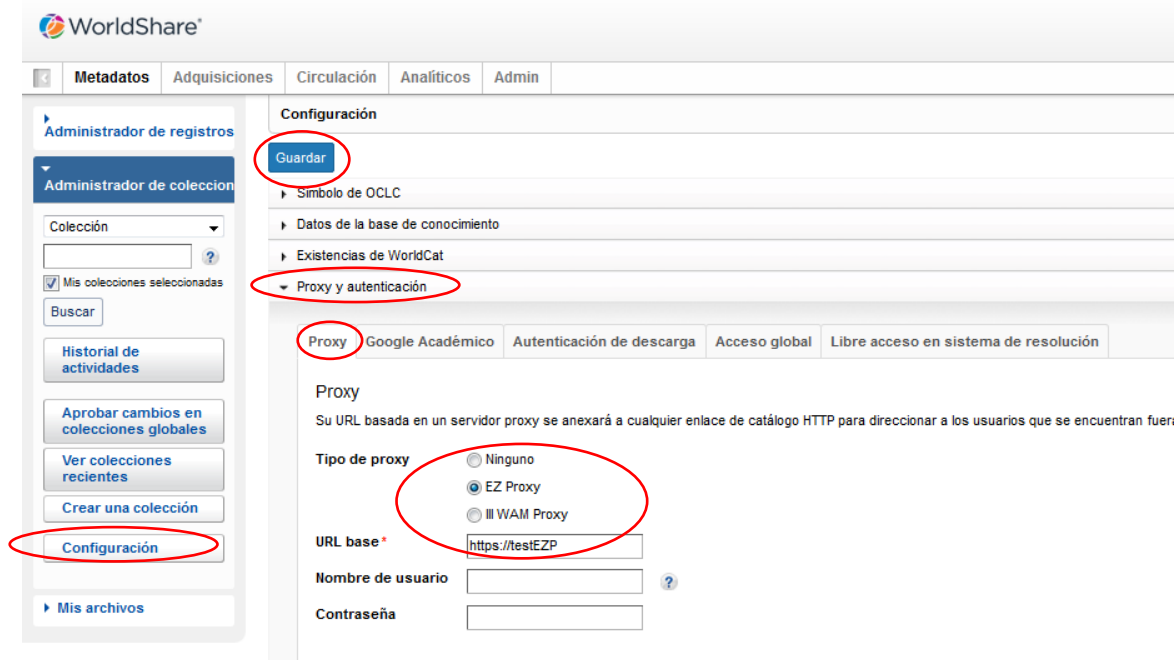 WorldShare®
Metadatos Adquisiciones Circulación Analíticos Admin
Administrador de registros
Administrador de coleccion
Colección
?
Mis colecciones seleccionadas
Buscar
Historial de
actividades
Aprobar cambios en
colecciones globales
Ver colecciones
recientes
Crear una colección
Configuración
Mis archivos
Configuración
Guardar
Símbolo de OCLC
Datos de la base de conocimiento
Existencias de WorldCat
Proxy y autenticación
Proxy Google Académico Autenticación de descarga Acceso global Libre acceso en sistema de resolución
Proxy
Su URL basada en un servidor proxy se anexará a cualquier enlace de catálogo HTTP para direccionar a los usuarios que se encuentran fuera
Tipo de proxy Ninguno
EZ Proxy
III WAM Proxy
URL base* https://testEZP
Nombre de usuario ?
Contraseña